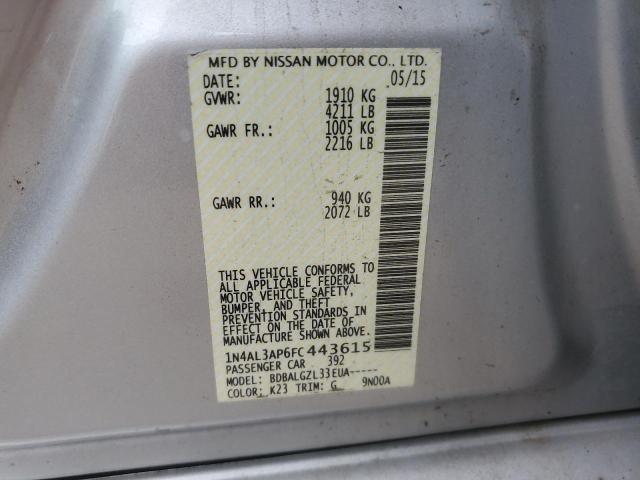 MFD BY NISSAN MOTOR CO., LTD.
DATE: 05/15
GVWR: 1910 KG
4211 LB
GAWR FR.: 1005 KG
2216 LB
GAWR RR.: 940 KG
2072 LB
THIS VEHICLE CONFORMS TO
ALL APPLICABLE FEDERAL
MOTOR VEHICLE SAFETY,
BUMPER, AND THEFT
PREVENTION STANDARDS IN
EFFECT ON THE DATE OF
MANUFACTURE SHOWN ABOVE.
1N4AL3AP6FC443615
PASSENGER CAR 392
MODEL: BDBALGZL33EUA-----
COLOR: K23 TRIM: G 9N00A